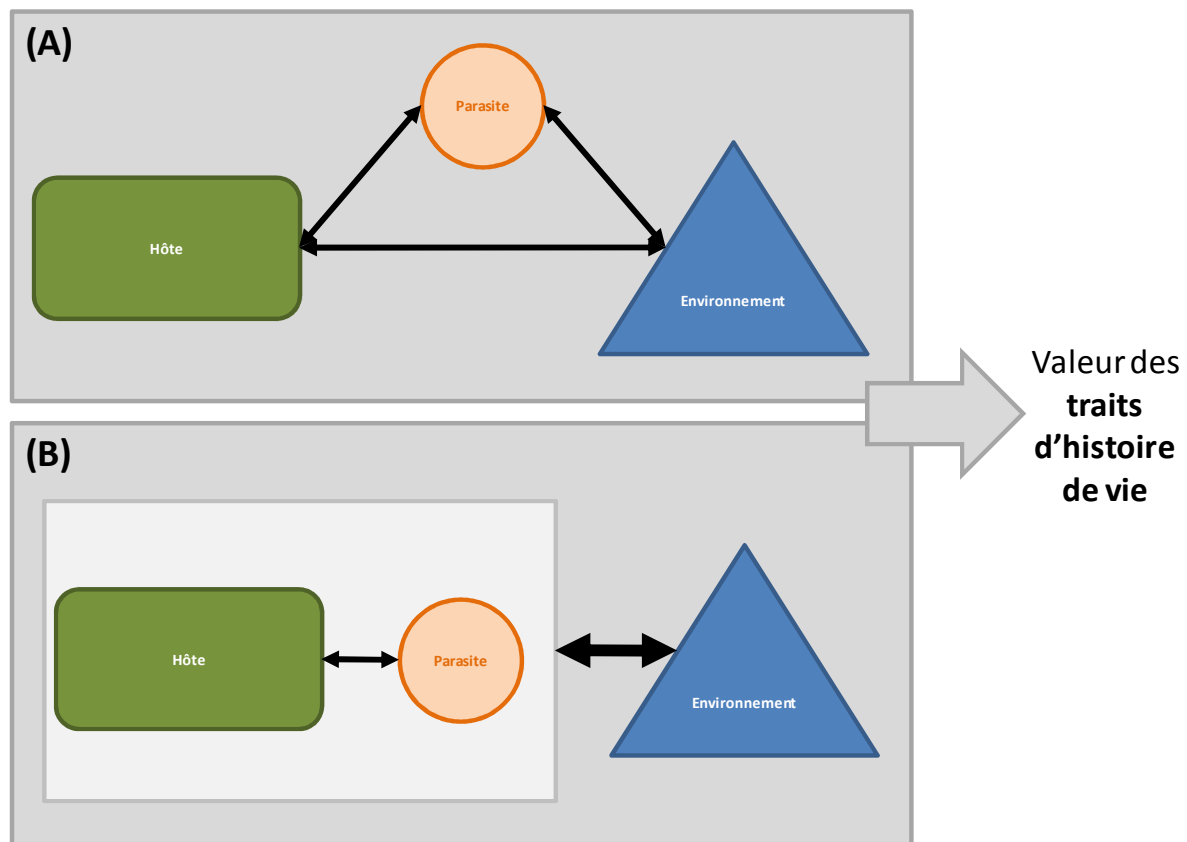 (A)
Parasite
Hôte
Environnement
(B)
Hôte
Parasite
Environnement
Valeur des
traits
d’histoire
de vie